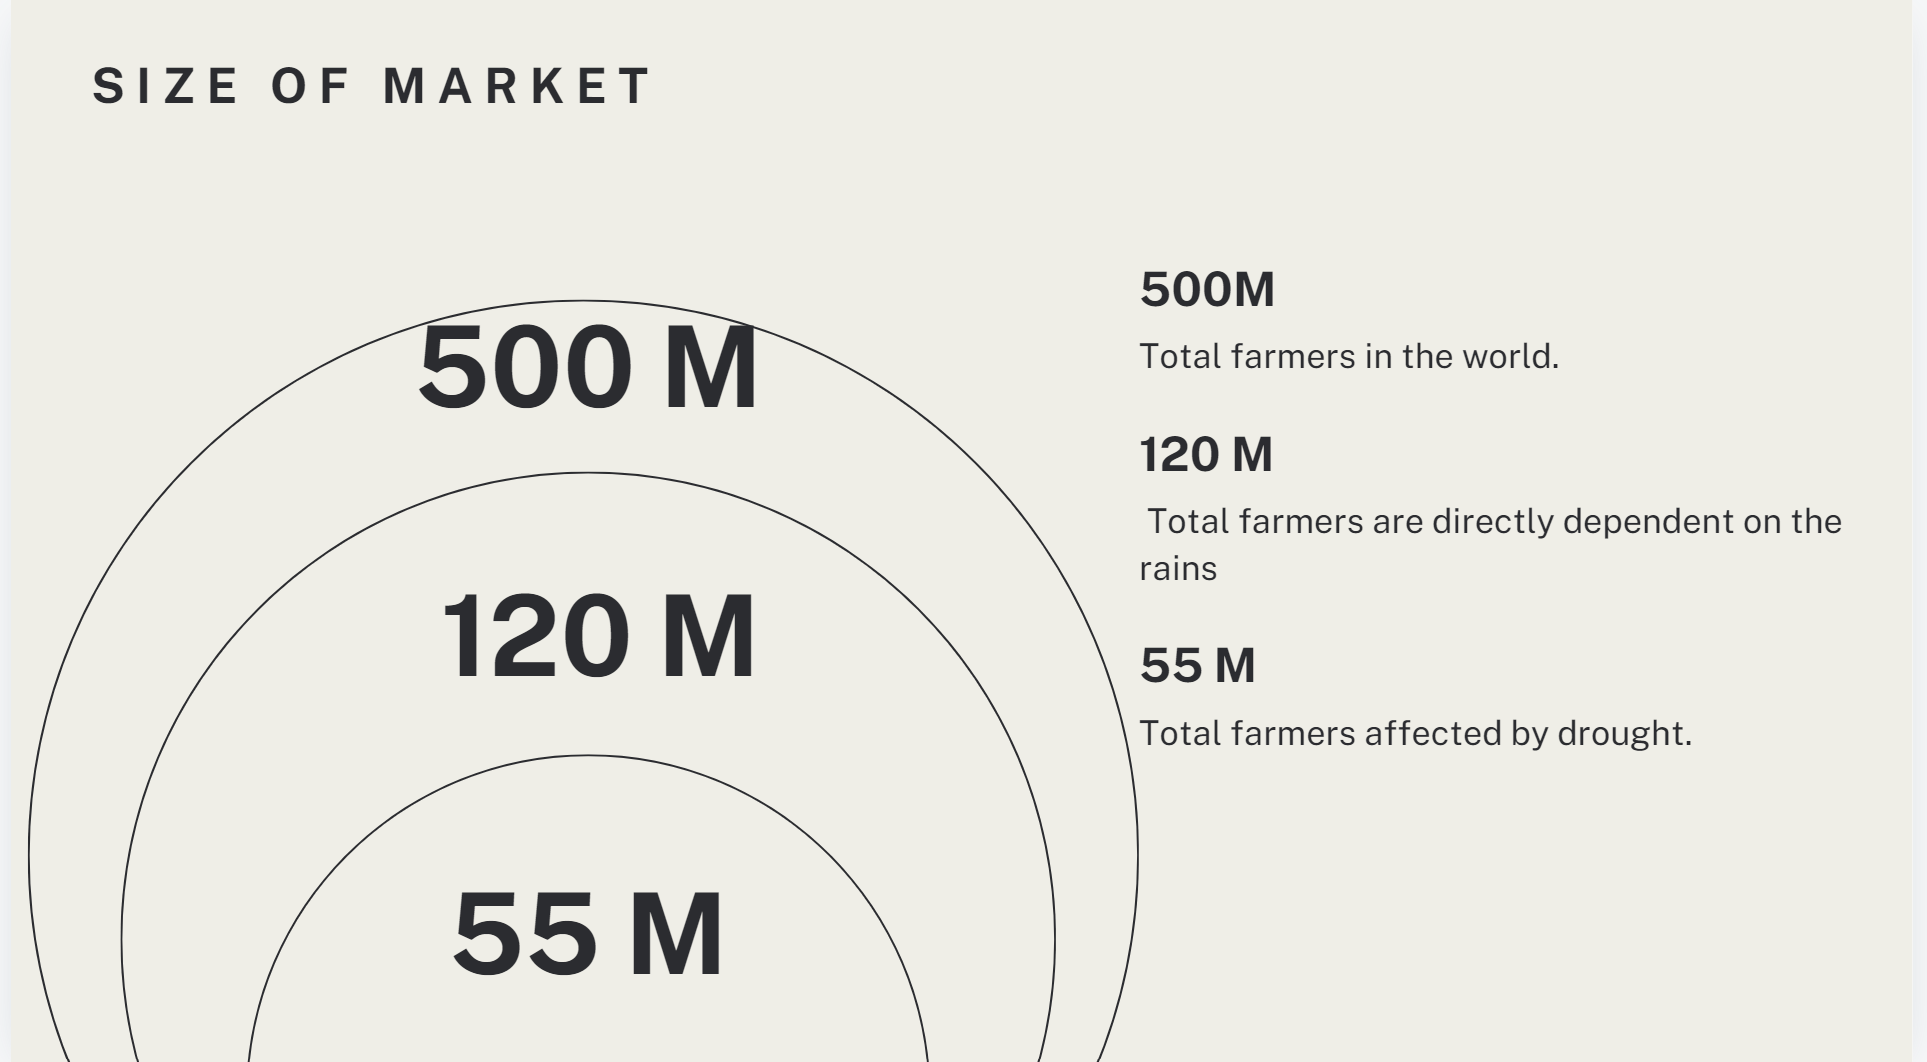 SIZE OF MARKET
500 M
120 M
55 M
500M
Total farmers in the world.
120 M
Total farmers are directly dependent on the
rains
55 M
Total farmers affected by drought.